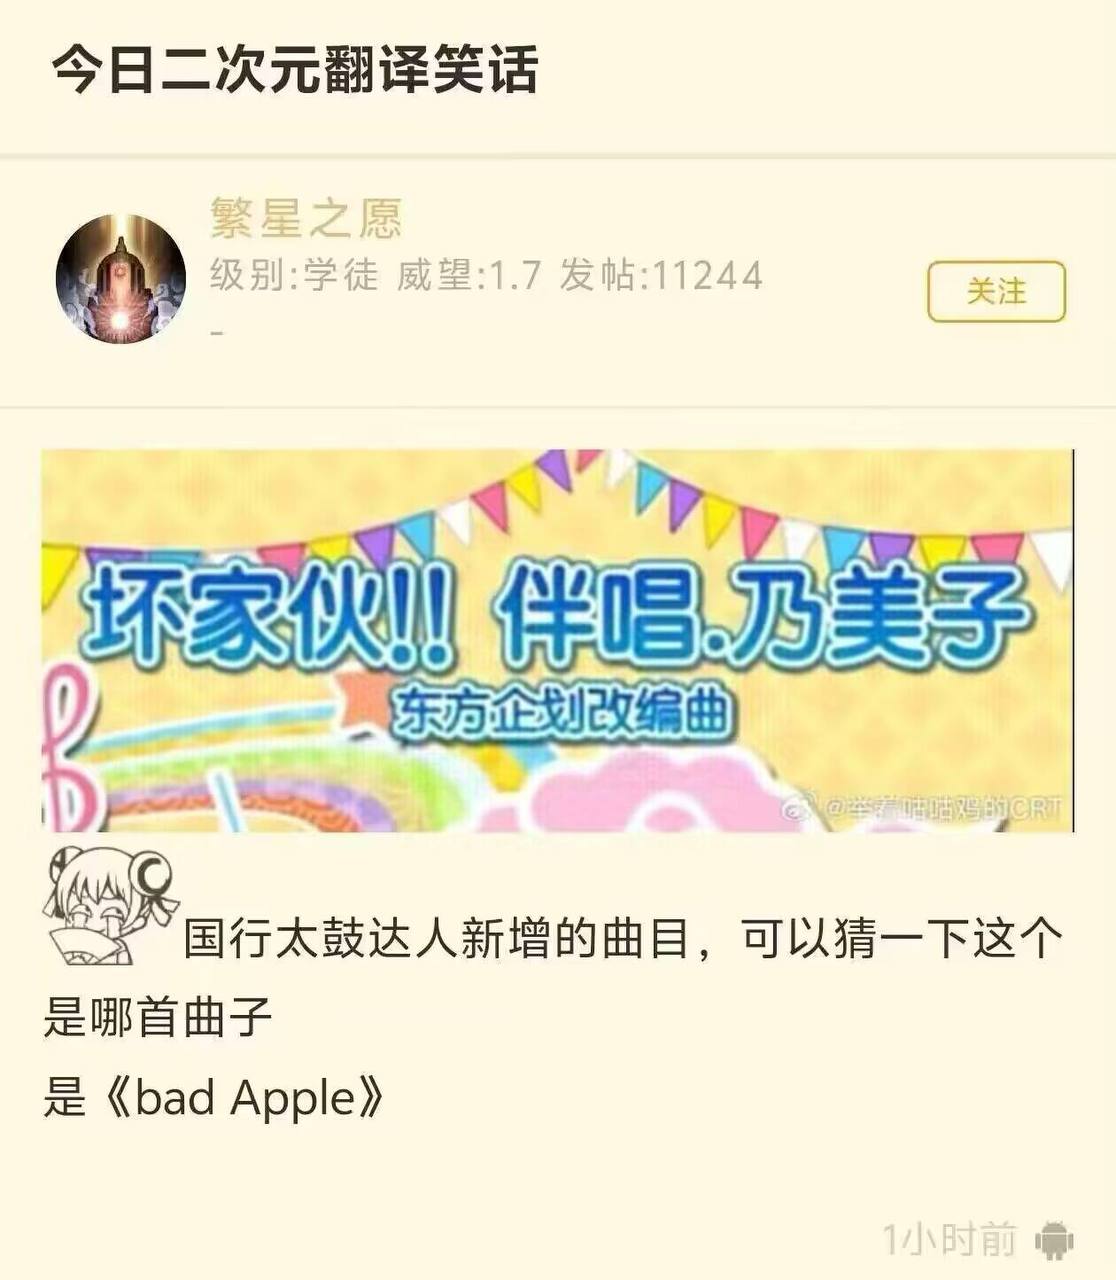 今日二次元翻译笑话
繁星之愿
级别:学徒 威望:1.7 发帖:11244
关注
-
坏家伙!! 伴唱.乃美子
东方企划改编曲
@举着咕咕鸡的CRT
国行太鼓达人新增的曲目，可以猜一下这个
是哪首曲子
是《bad Apple》
1小时前